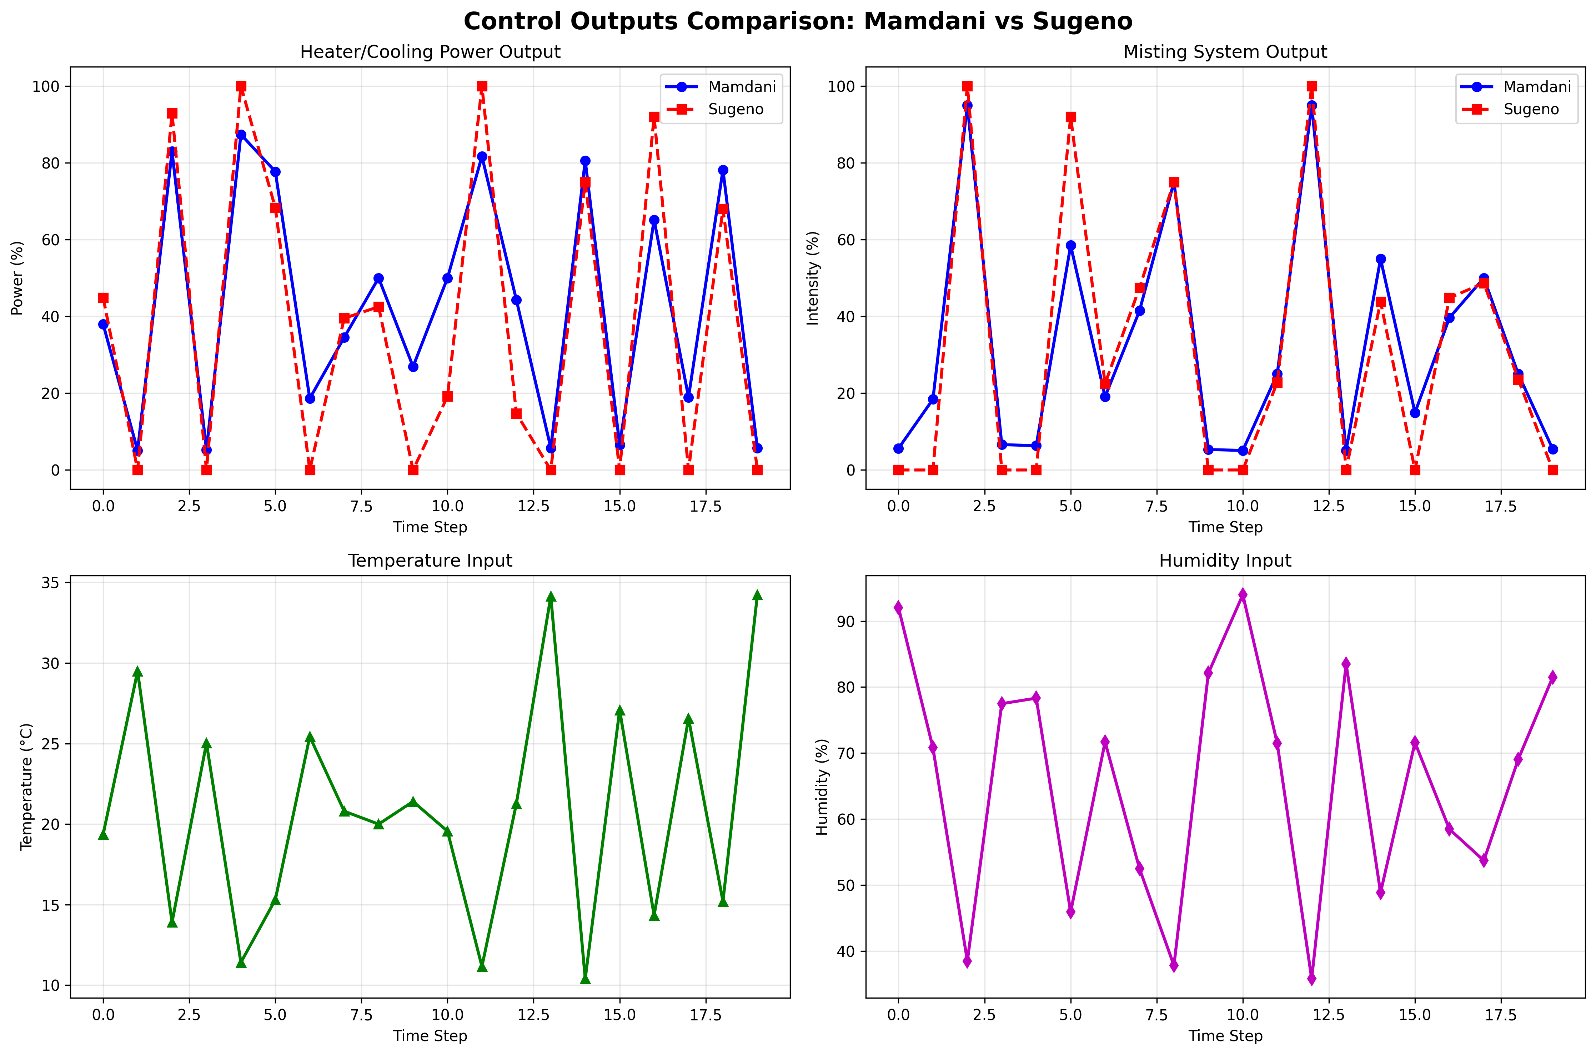 Control Outputs Comparison: Mamdani vs Sugeno
Heater/Cooling Power Output
Power (%)
100
80
60
40
20
0
Mamdani
Sugeno
0.0 2.5 5.0 7.5 10.0 12.5 15.0 17.5
Time Step
Misting System Output
Intensity (%)
100
80
60
40
20
0
Mamdani
Sugeno
0.0 2.5 5.0 7.5 10.0 12.5 15.0 17.5
Time Step
Temperature Input
Temperature (°C)
35
30
25
20
15
10
0.0 2.5 5.0 7.5 10.0 12.5 15.0 17.5
Time Step
Humidity Input
Humidity (%)
90
80
70
60
50
40
0.0 2.5 5.0 7.5 10.0 12.5 15.0 17.5
Time Step